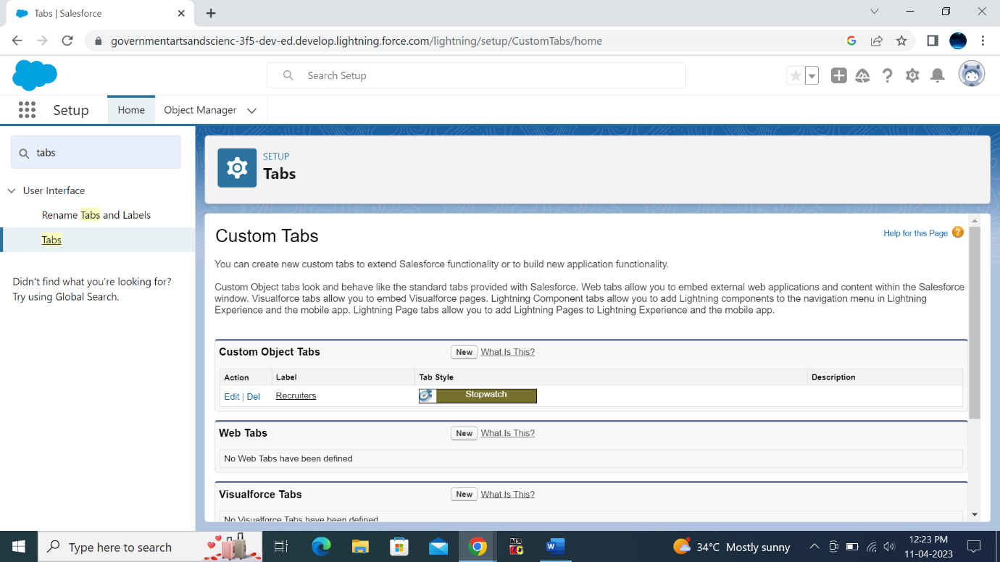 Tabs | Salesforce
governmentartsandscienc-3f5-dev-ed.develop.lightning.force.com/lightning/setup/CustomTabs/home
Search Setup
Setup
Home
Object Manager
tabs
User Interface
Rename Tabs and Labels
Tabs
Didn't find what you're looking for?
Try using Global Search.
SETUP
Tabs
Custom Tabs
Help for this Page
You can create new custom tabs to extend Salesforce functionality or to build new application functionality.
Custom Object tabs look and behave like the standard tabs provided with Salesforce. Web tabs allow you to embed external web applications and content within the Salesforce
window. Visualforce tabs allow you to embed Visualforce pages. Lightning Component tabs allow you to add Lightning components to the navigation menu in Lightning
Experience and the mobile app. Lightning Page tabs allow you to add Lightning Pages to Lightning Experience and the mobile app.
Custom Object Tabs New What Is This?
Action Label Tab Style Description
Edit | Del Recruiters Stopwatch
Web Tabs New What Is This?
No Web Tabs have been defined
Visualforce Tabs New What Is This?
No Visualforce Tabs have been defined
Type here to search
34°C Mostly sunny
12:23 PM
11-04-2023